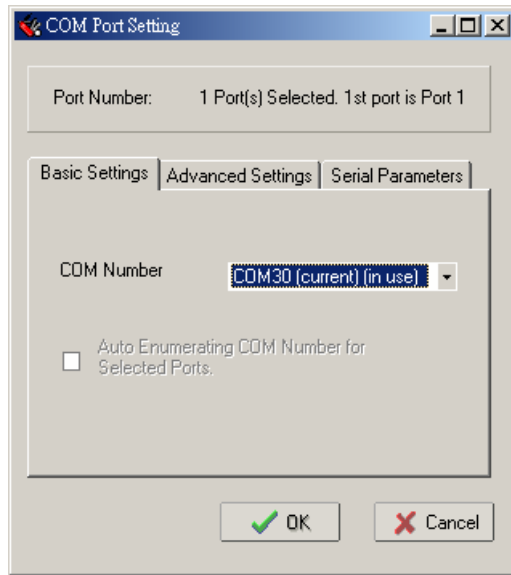 COM Port Setting
Port Number: 1 Port(s) Selected. 1st port is Port 1
Basic Settings Advanced Settings Serial Parameters
COM Number COM30 (current) (in use)
Auto Enumerating COM Number for
Selected Ports.
OK Cancel